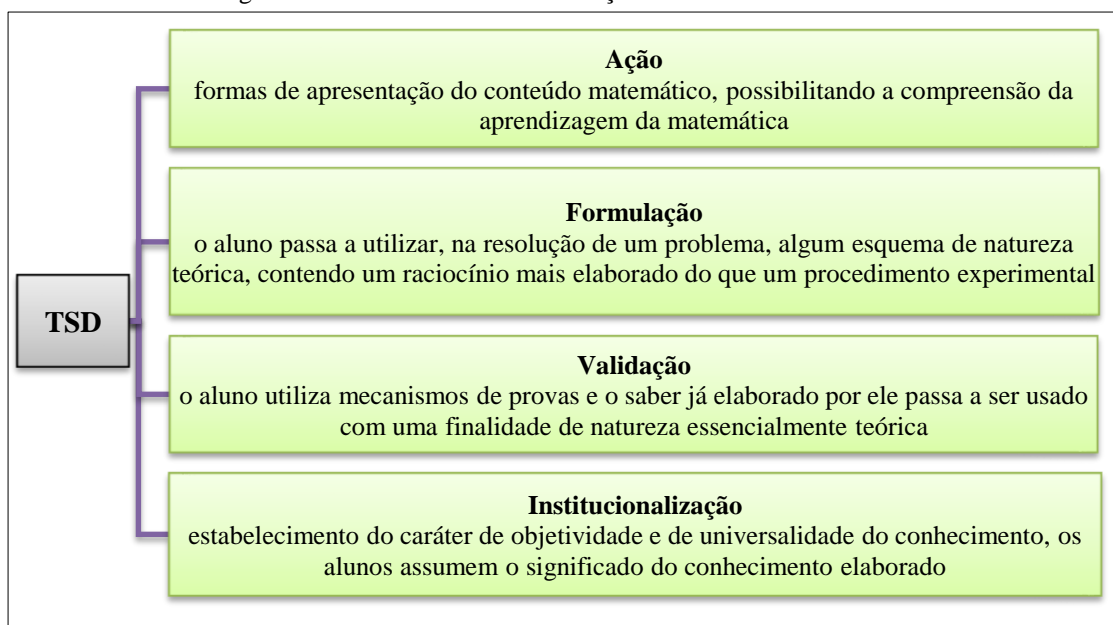 Ação
formas de apresentação do conteúdo matemático, possibilitando a compreensão da
aprendizagem da matemática
Formulação
o aluno passa a utilizar, na resolução de um problema, algum esquema de natureza
teórica, contendo um raciocínio mais elaborado do que um procedimento experimental
TSD
Validação
o aluno utiliza mecanismos de provas e o saber já elaborado por ele passa a ser usado
com uma finalidade de natureza essencialmente teórica
Institucionalização
estabelecimento do caráter de objetividade e de universalidade do conhecimento, os
alunos assumem o significado do conhecimento elaborado